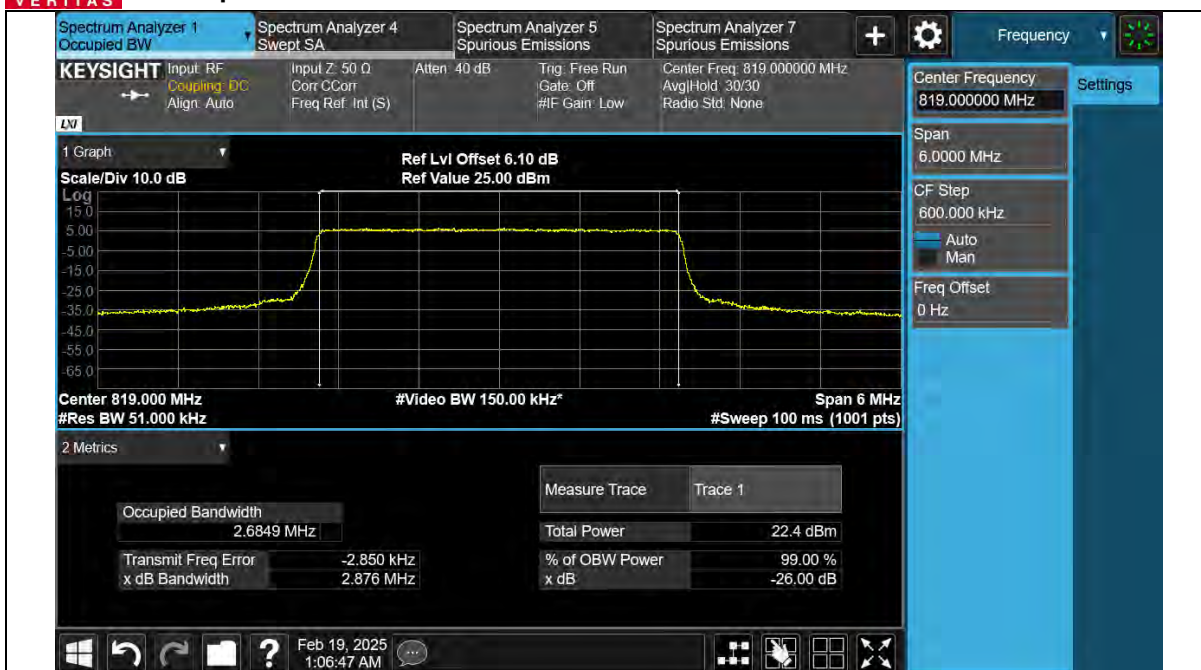 VERITAS
Spectrum Analyzer 1
Occupied BW
Spectrum Analyzer 4
Swept SA
Spectrum Analyzer 5
Spurious Emissions
Spectrum Analyzer 7
Spurious Emissions
+
Frequency
KEYSIGHT
Input: RF
Coupling: DC
Align: Auto
Input Z: 50 Ω
Corr CCorr
Freq Ref: Int (S)
Atten: 40 dB
Trig: Free Run
Gate: Off
#IF Gain: Low
Center Freq: 819.000000 MHz
Avg|Hold: 30/30
Radio Std: None
LXI
Center Frequency
819.000000 MHz
Settings
Span
6.0000 MHz
CF Step
600.000 kHz
Auto
Man
Freq Offset
0 Hz
1 Graph
Scale/Div 10.0 dB
Ref Lvl Offset 6.10 dB
Ref Value 25.00 dBm
Log
15.0
5.00
-5.00
-15.0
-25.0
-35.0
-45.0
-55.0
-65.0
Center 819.000 MHz
#Video BW 150.00 kHz*
Span 6 MHz
#Res BW 51.000 kHz
#Sweep 100 ms (1001 pts)
2 Metrics
Measure Trace
Trace 1
Occupied Bandwidth
2.6849 MHz
Total Power
22.4 dBm
Transmit Freq Error
-2.850 kHz
% of OBW Power
99.00 %
x dB Bandwidth
2.876 MHz
x dB
-26.00 dB
?
Feb 19, 2025
1:06:47 AM